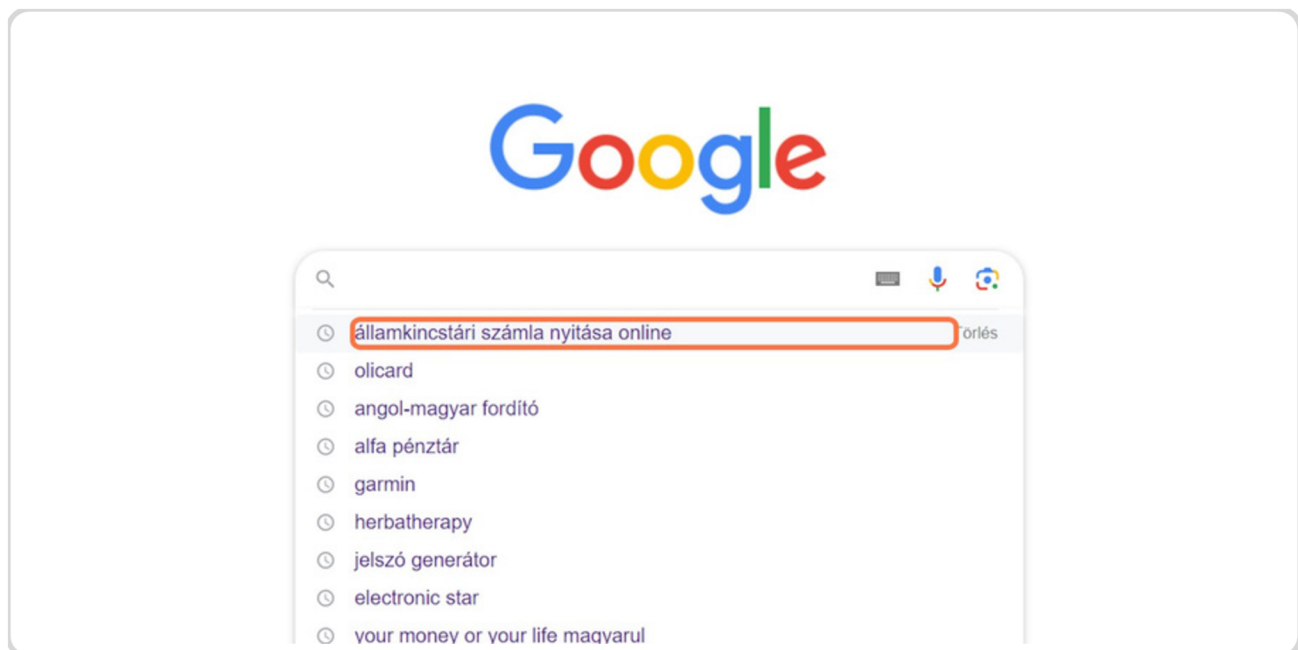 Google
államkincstári számla nyitása online
Törlés
olicard
angol-magyar fordító
alfa pénztár
garmin
herbatherapy
jelszó generátor
electronic star
your money or your life magyarul